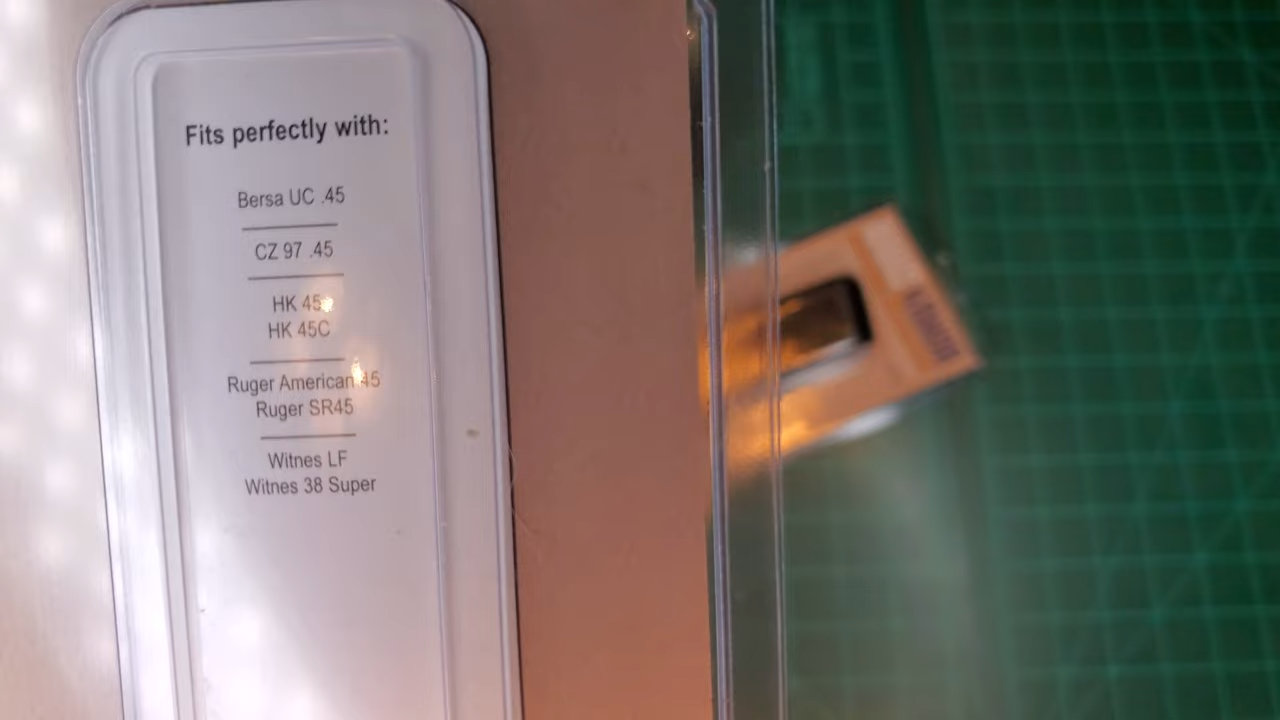 Fits perfectly with:
Bersa UC .45
CZ 97 .45
HK 45
HK 45C
Ruger American 45
Ruger SR45
Witnes LF
Witnes 38 Super